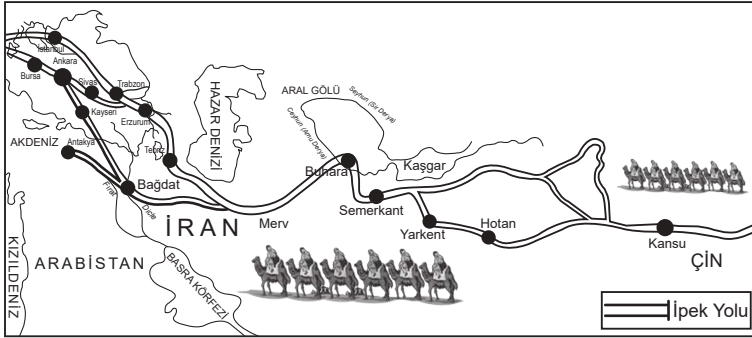 İstanbul
Ankara
Bursa
Sivas
Trabzon
Kayseri
Erzurum
AKDENİZ
Antakya
Tebriz
HAZAR DENİZİ
ARAL GÖLÜ
Seyhun (Sır Derya)
Ceyhun (Amu Derya)
Buhara
Kaşgar
Semerkant
Bağdat
Fırat
Dicle
İRAN
Merv
Yarkent
Hotan
Kansu
ÇİN
KIZILDENİZ
ARABİSTAN
BASRA KÖRFEZİ
İpek Yolu